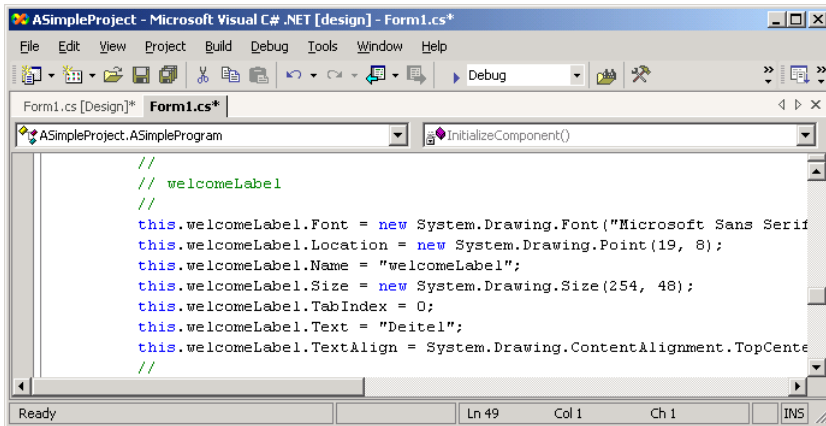 ASimpleProject - Microsoft Visual C# .NET [design] - Form1.cs*
File Edit View Project Build Debug Tools Window Help
Debug
Form1.cs [Design]* Form1.cs*
ASimpleProject.ASimpleProgram InitializeComponent()
//
// welcomeLabel
//
this.welcomeLabel.Font = new System.Drawing.Font("Microsoft Sans Serif
this.welcomeLabel.Location = new System.Drawing.Point(19, 8);
this.welcomeLabel.Name = "welcomeLabel";
this.welcomeLabel.Size = new System.Drawing.Size(254, 48);
this.welcomeLabel.TabIndex = 0;
this.welcomeLabel.Text = "Deitel";
this.welcomeLabel.TextAlign = System.Drawing.ContentAlignment.TopCente
//
Ready Ln 49 Col 1 Ch 1 INS